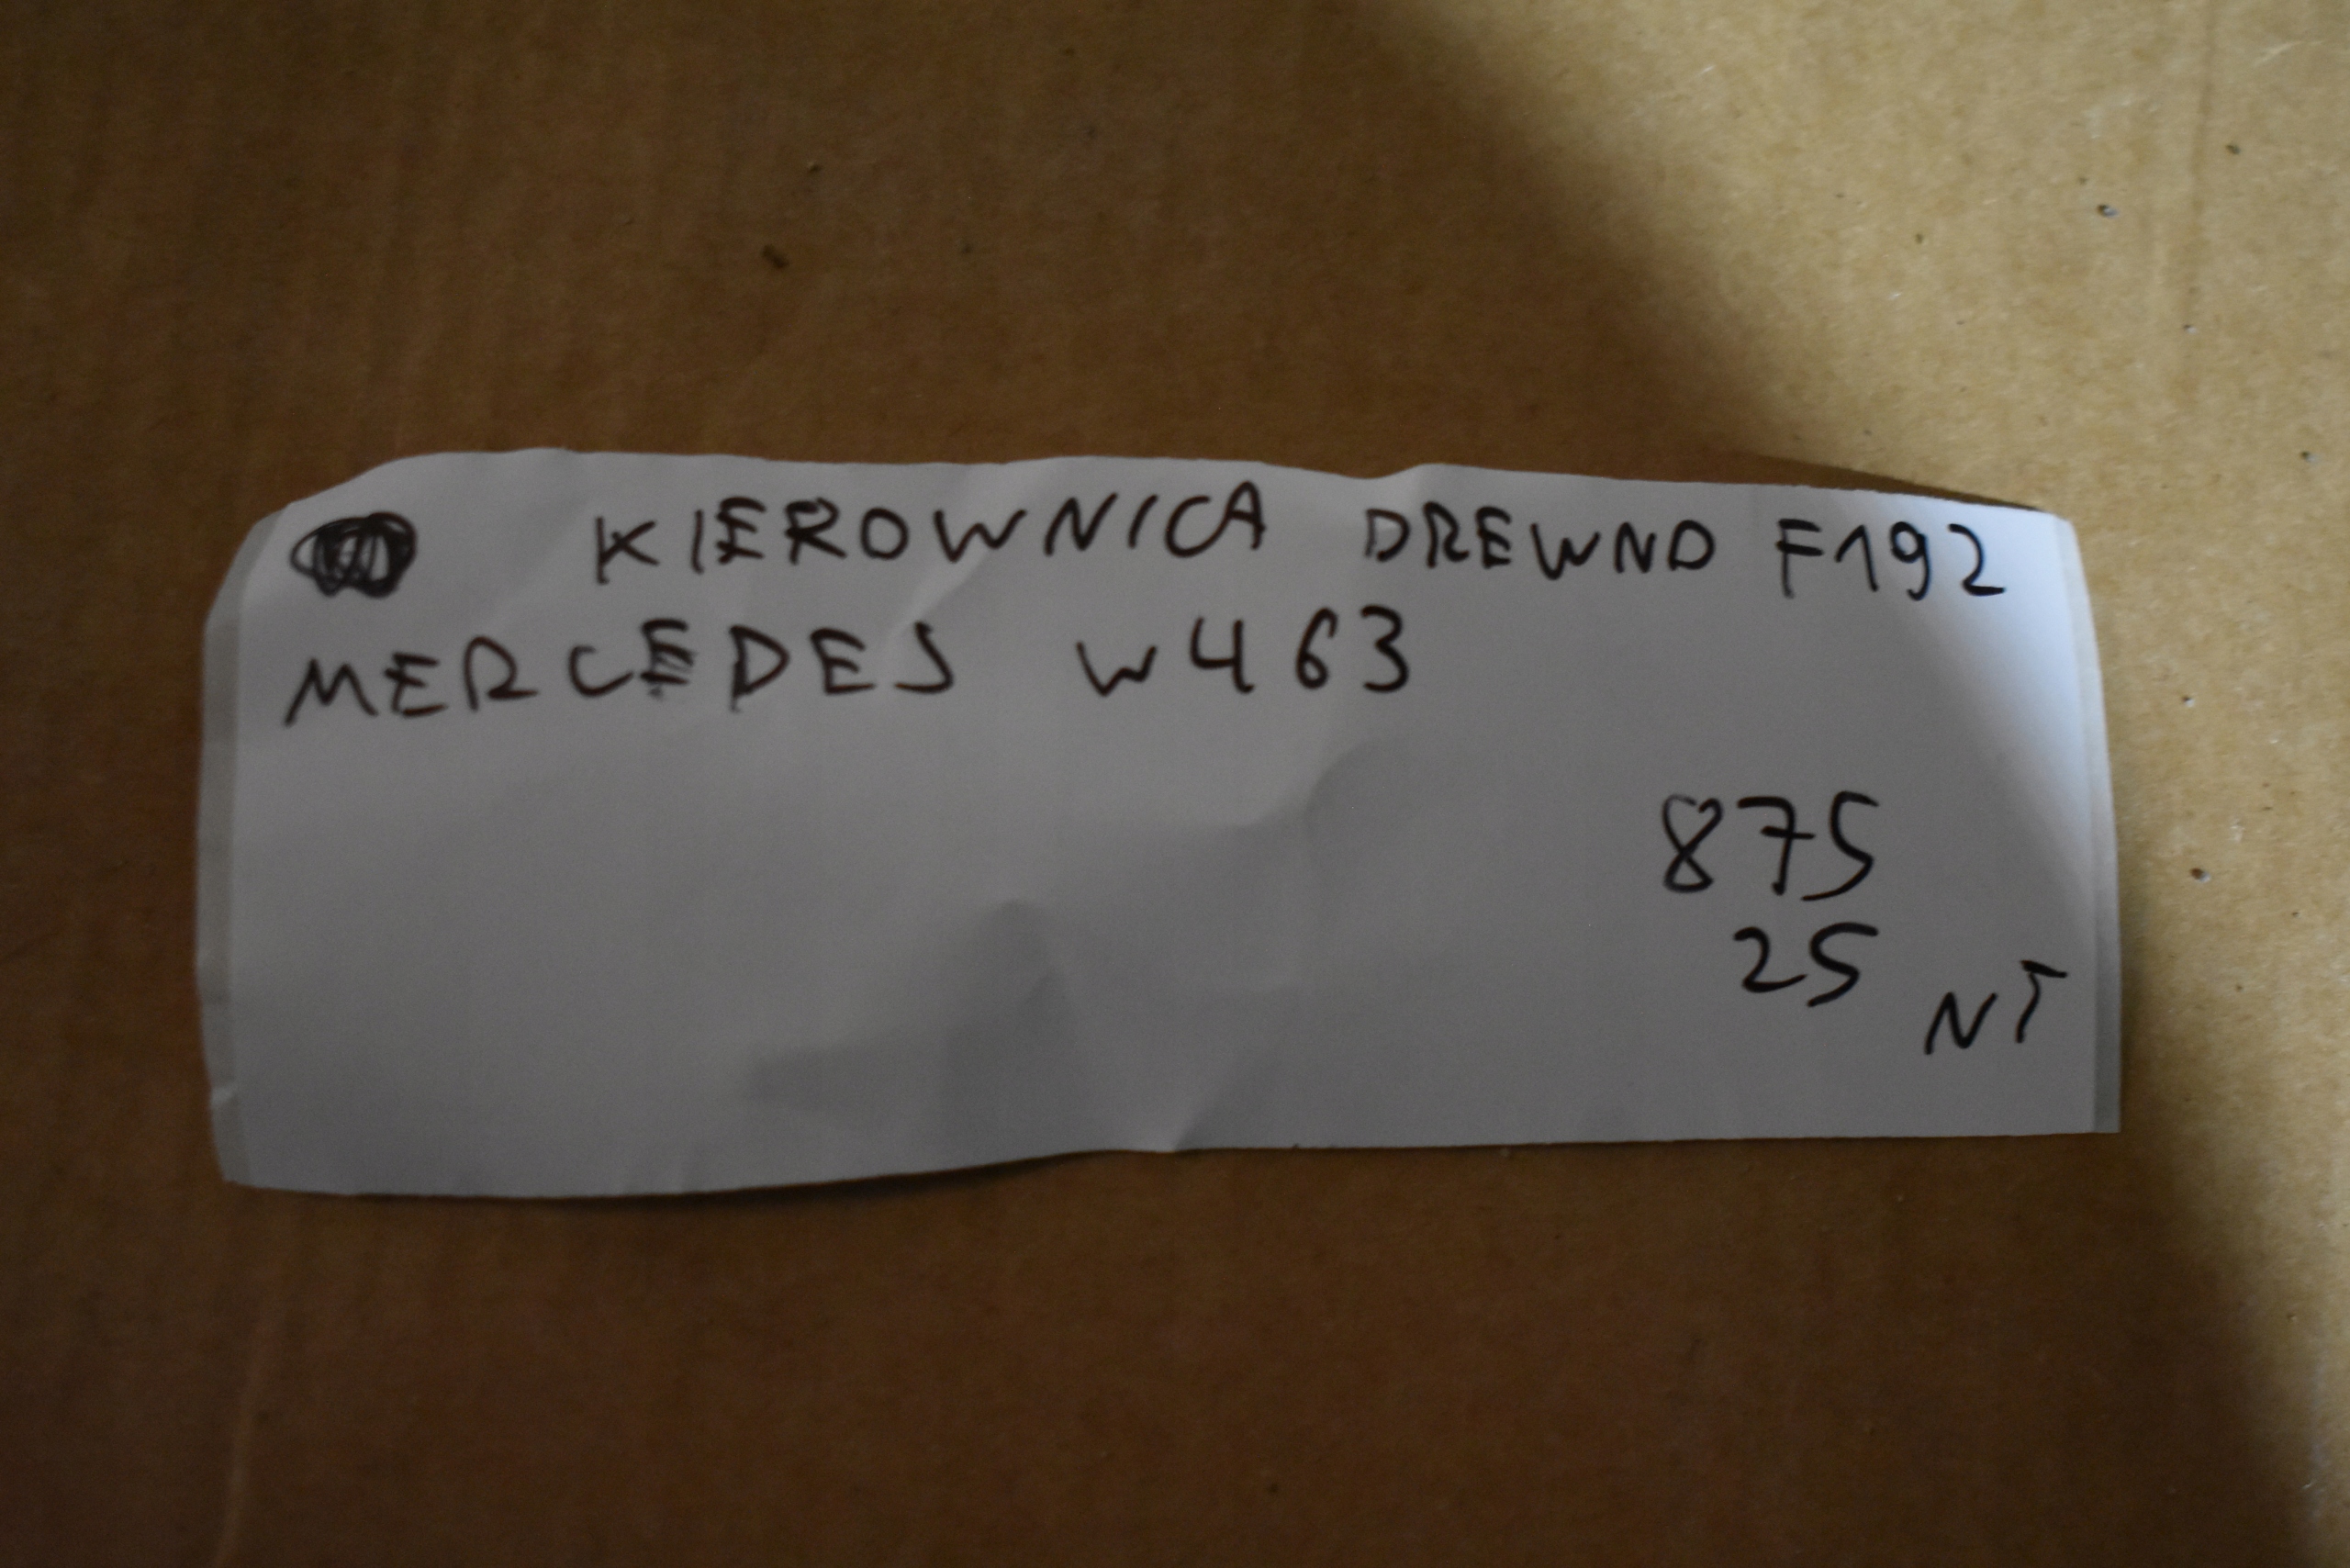 KIEROWNICA DREWNO F192
MERCEDES W463
875
25
NT